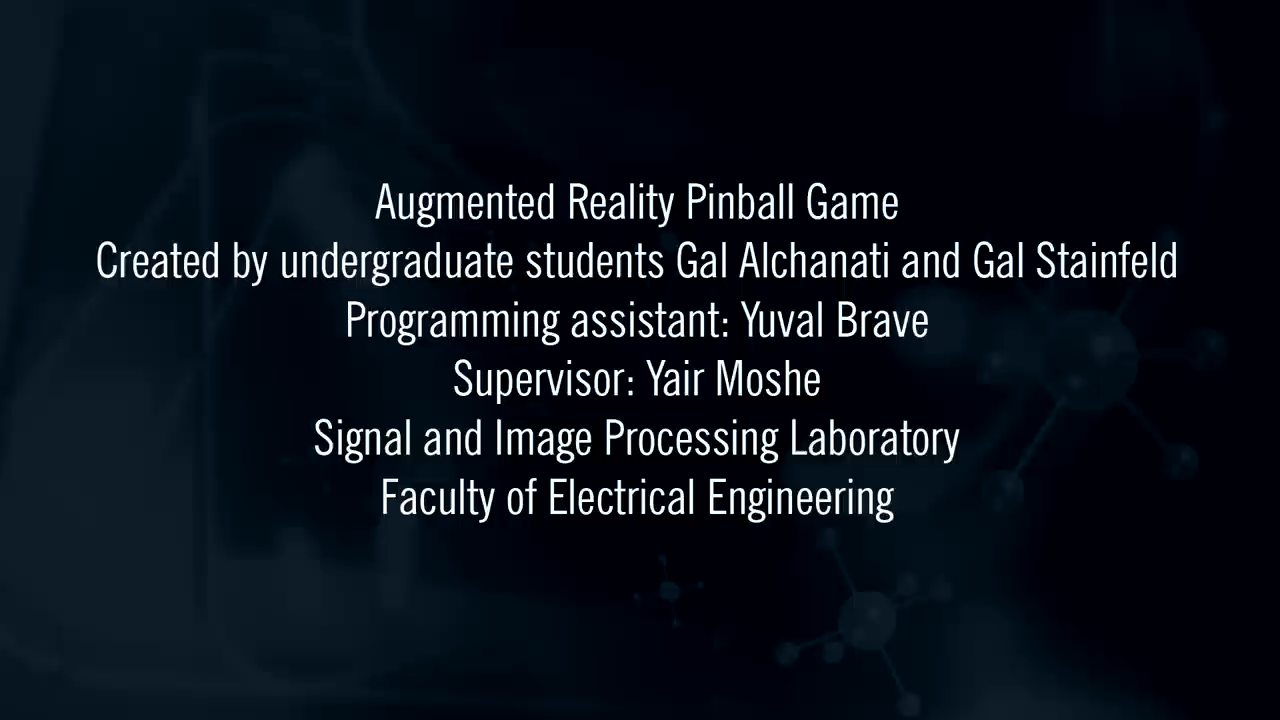 Augmented Reality Pinball Game
Created by undergraduate students Gal Alchanati and Gal Stainfeld
Programming assistant: Yuval Brave
Supervisor: Yair Moshe
Signal and Image Processing Laboratory
Faculty of Electrical Engineering